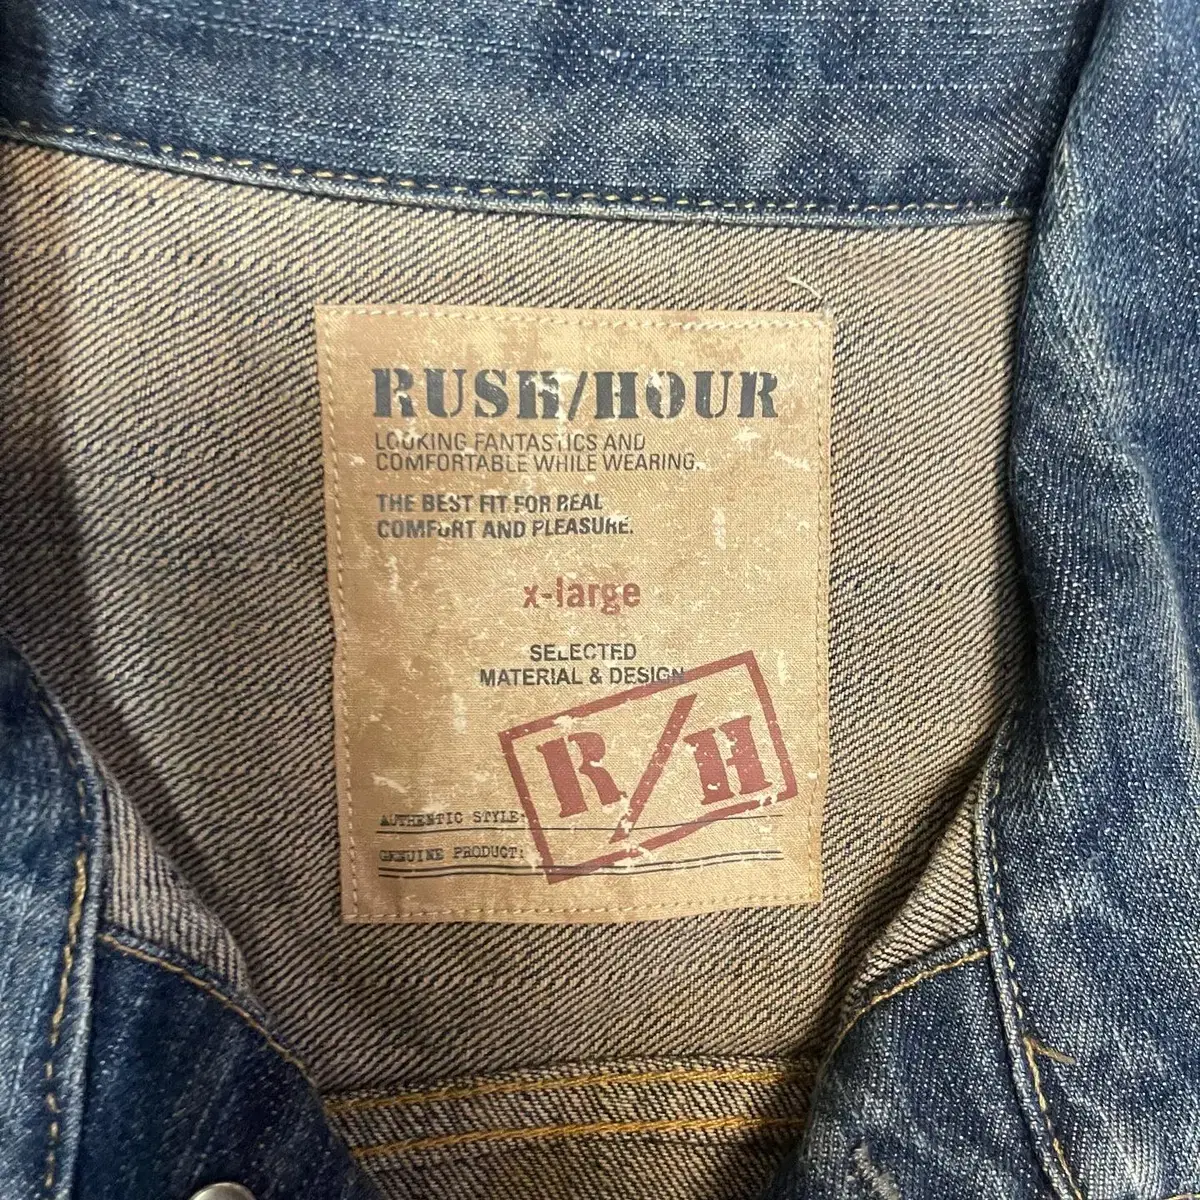 RUSH/HOUR
LOOKING FANTASTICS AND
COMFORTABLE WHILE WEARING.
THE BEST FIT FOR REAL
COMFORT AND PLEASURE.
x-large
SELECTED
MATERIAL & DESIGN
R/H
AUTHENTIC STYLE:
GENUINE PRODUCT: